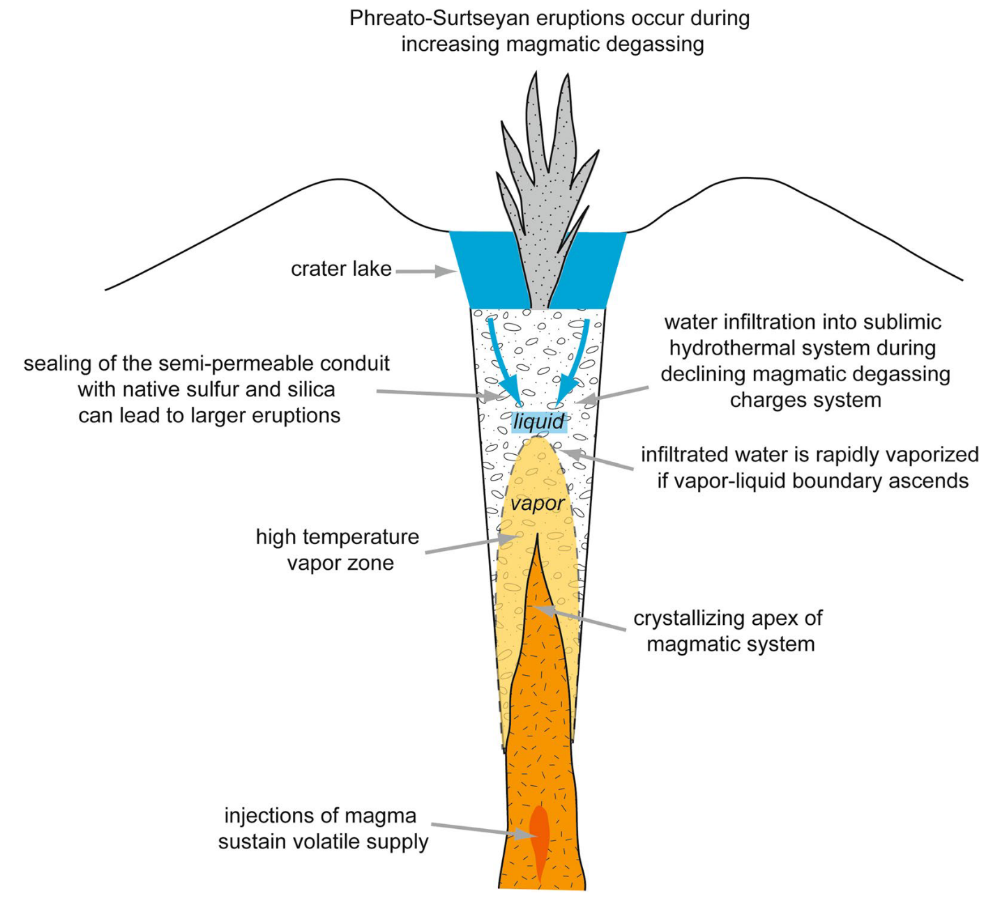 Phreato-Surtseyan eruptions occur during
increasing magmatic degassing
crater lake
water infiltration into sublimic
hydrothermal system during
declining magmatic degassing
charges system
sealing of the semi-permeable conduit
with native sulfur and silica
can lead to larger eruptions
liquid
infiltrated water is rapidly vaporized
if vapor-liquid boundary ascends
vapor
high temperature
vapor zone
crystallizing apex of
magmatic system
injections of magma
sustain volatile supply